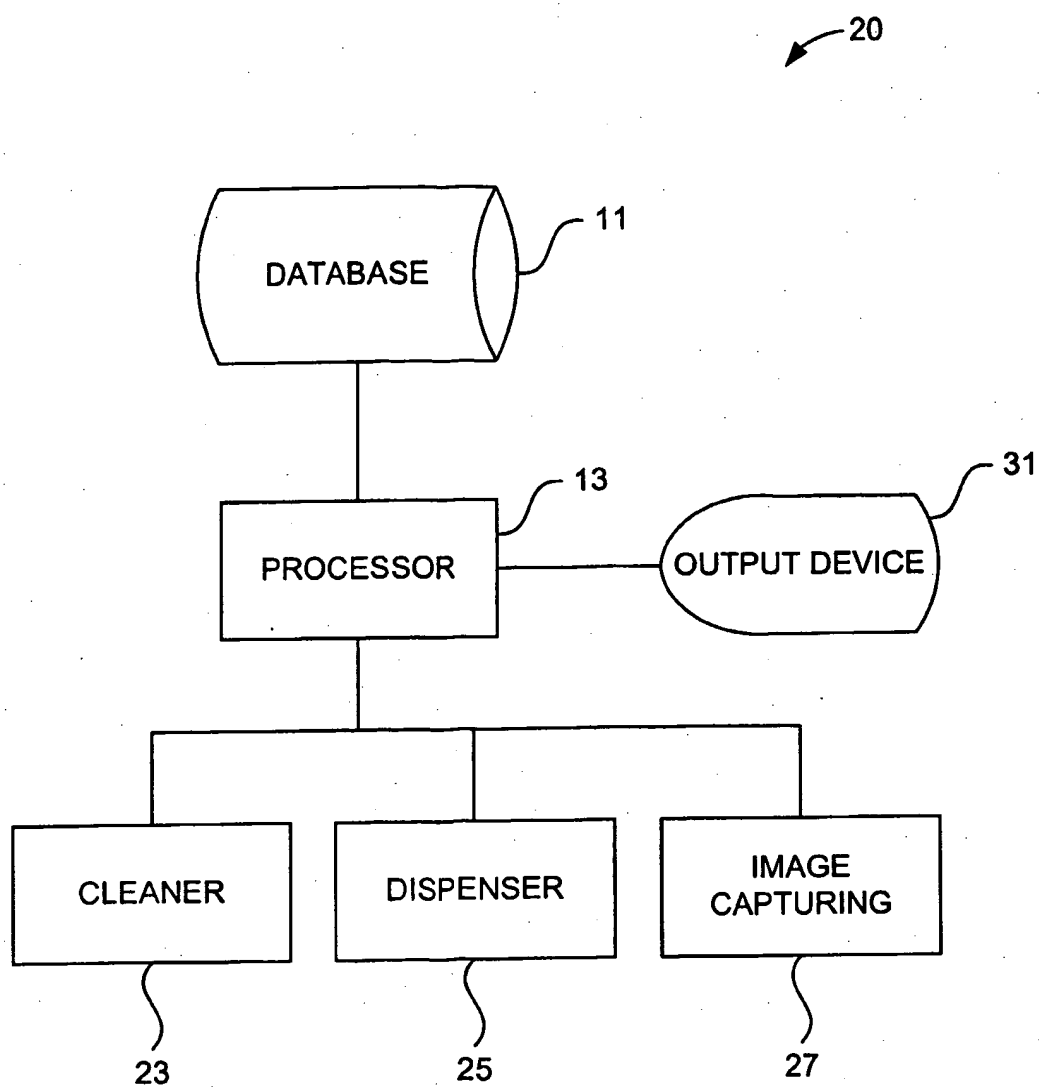 20
11
DATABASE
13
31
PROCESSOR
OUTPUT DEVICE
CLEANER
DISPENSER
IMAGE
CAPTURING
23
25
27